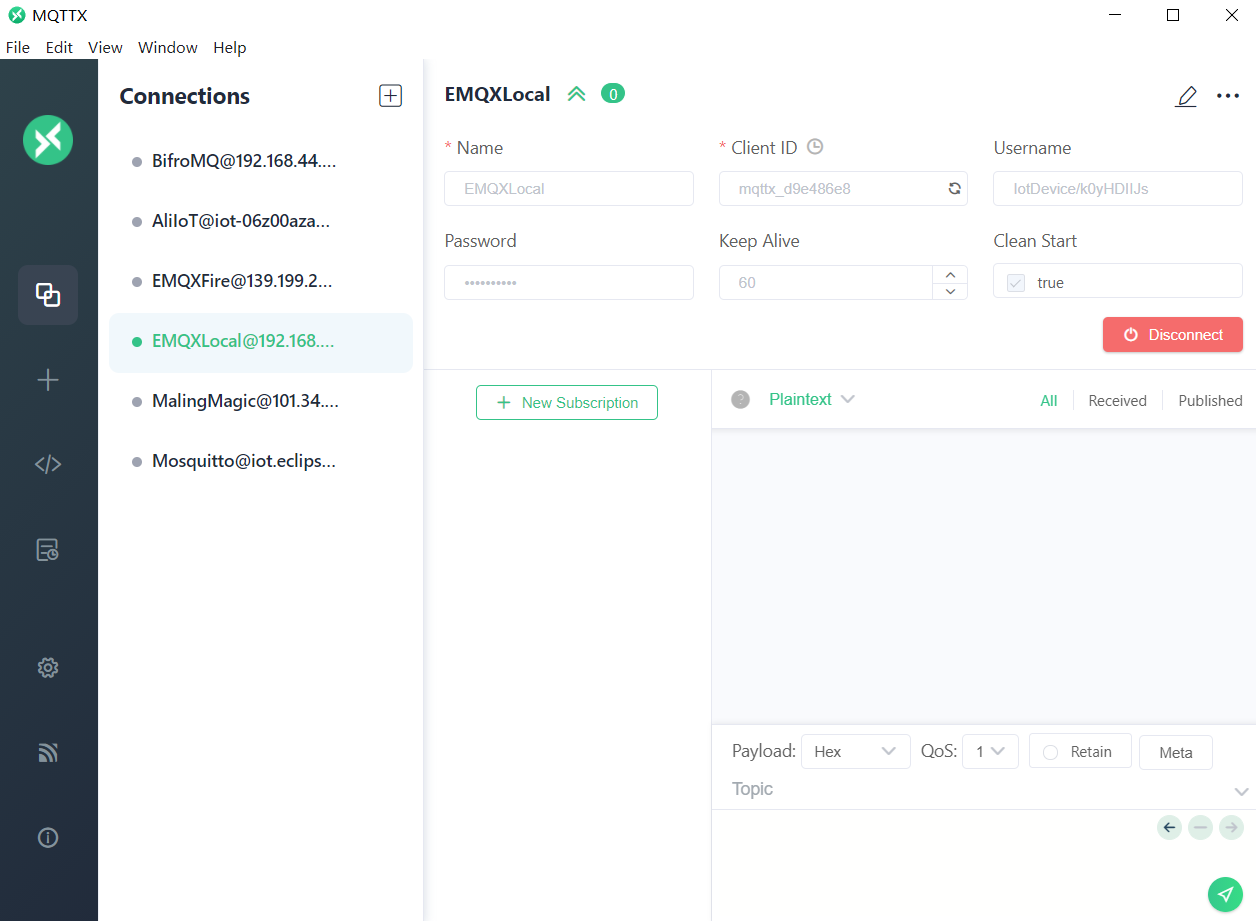 MQTTX
File Edit View Window Help
Connections
BifroMQ@192.168.44....
AliIoT@iot-06z00aza...
EMQXFire@139.199.2...
EMQXLocal@192.168....
MalingMagic@101.34....
Mosquitto@iot.eclips...
EMQXLocal 0
* Name
EMQXLocal
* Client ID
mqttx_d9e486e8
Username
Password
••••••••••
Keep Alive
60
Clean Start
true
Disconnect
+ New Subscription
? Plaintext
All Received Published
Payload: Hex QoS: 1 Retain Meta
Topic